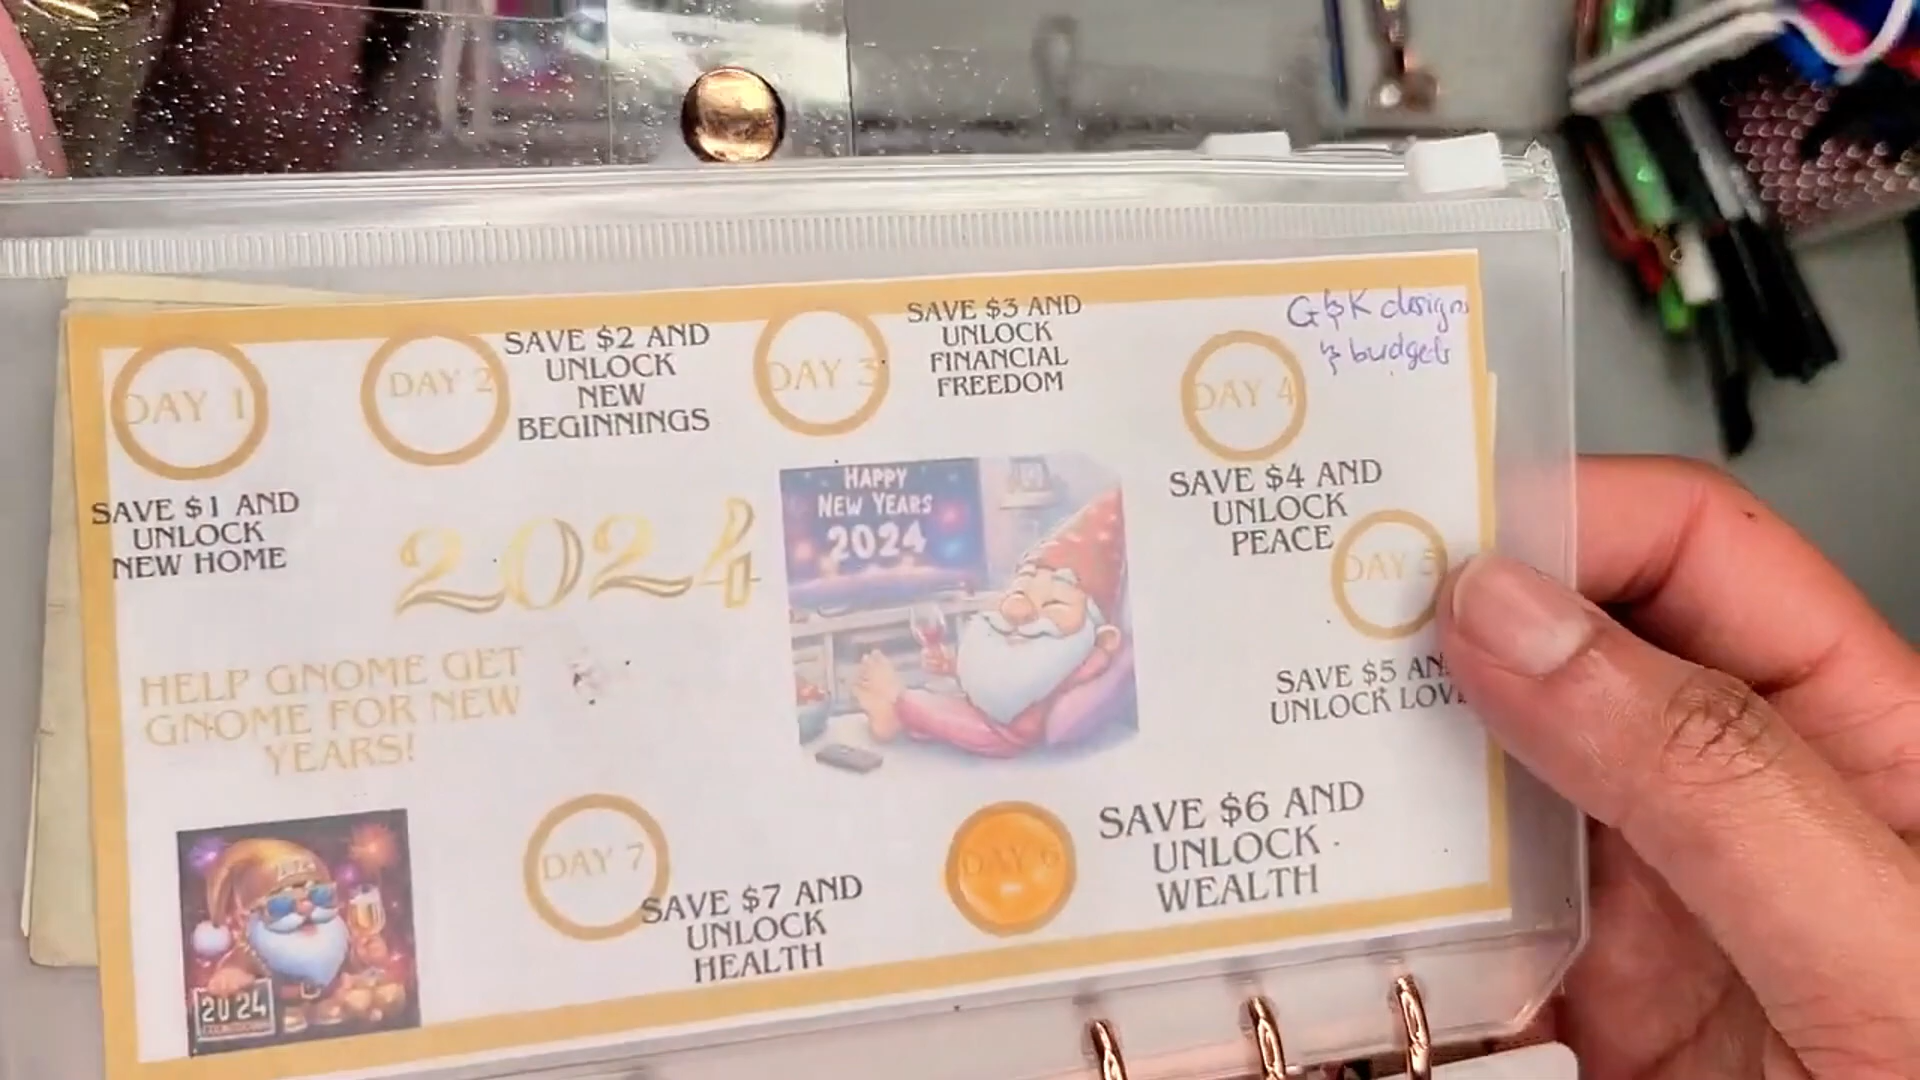 G&K designs
& budgets
DAY 1
SAVE $1 AND
UNLOCK
NEW HOME
DAY 2
SAVE $2 AND
UNLOCK
NEW
BEGINNINGS
DAY 3
SAVE $3 AND
UNLOCK
FINANCIAL
FREEDOM
DAY 4
SAVE $4 AND
UNLOCK
PEACE
DAY 5
SAVE $5 AN
UNLOCK LOV
2024
HAPPY
NEW YEARS
2024
HELP GNOME GET
GNOME FOR NEW
YEARS!
DAY 7
SAVE $7 AND
UNLOCK
HEALTH
DAY 6
SAVE $6 AND
UNLOCK
WEALTH
2024